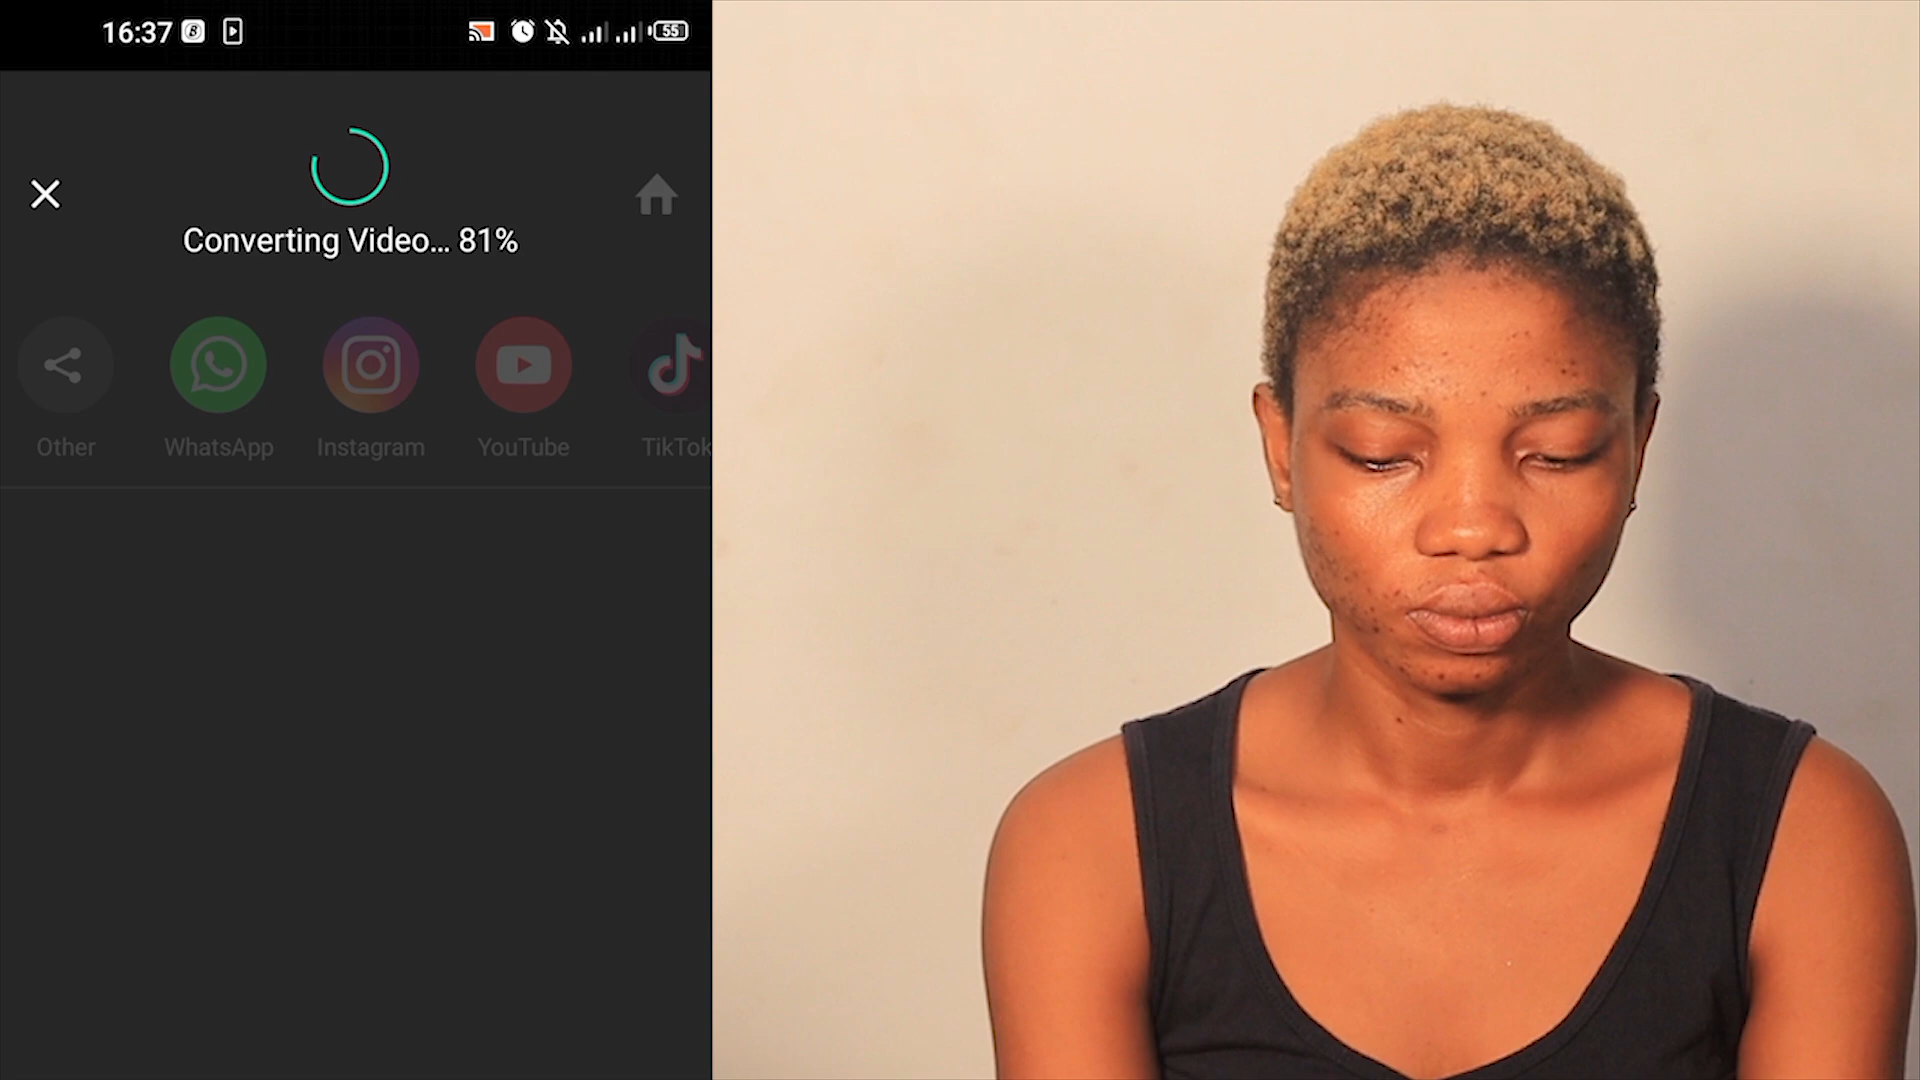 16:37
55
Converting Video... 81%
Other WhatsApp Instagram YouTube TikTok